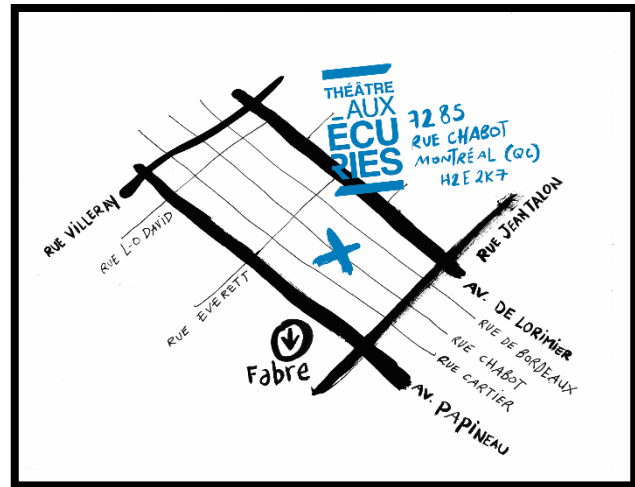 THÉÂTRE
AUX
ÉCU
RIES
7285
RUE CHABOT
MONTRÉAL (QC)
H2E 2K7
RUE VILLERAY
RUE L-O DAVID
RUE EVERETT
RUE JEAN TALON
AV. DE LORIMIER
RUE DE BORDEAUX
RUE CHABOT
RUE CARTIER
AV. PAPINEAU
Fabre